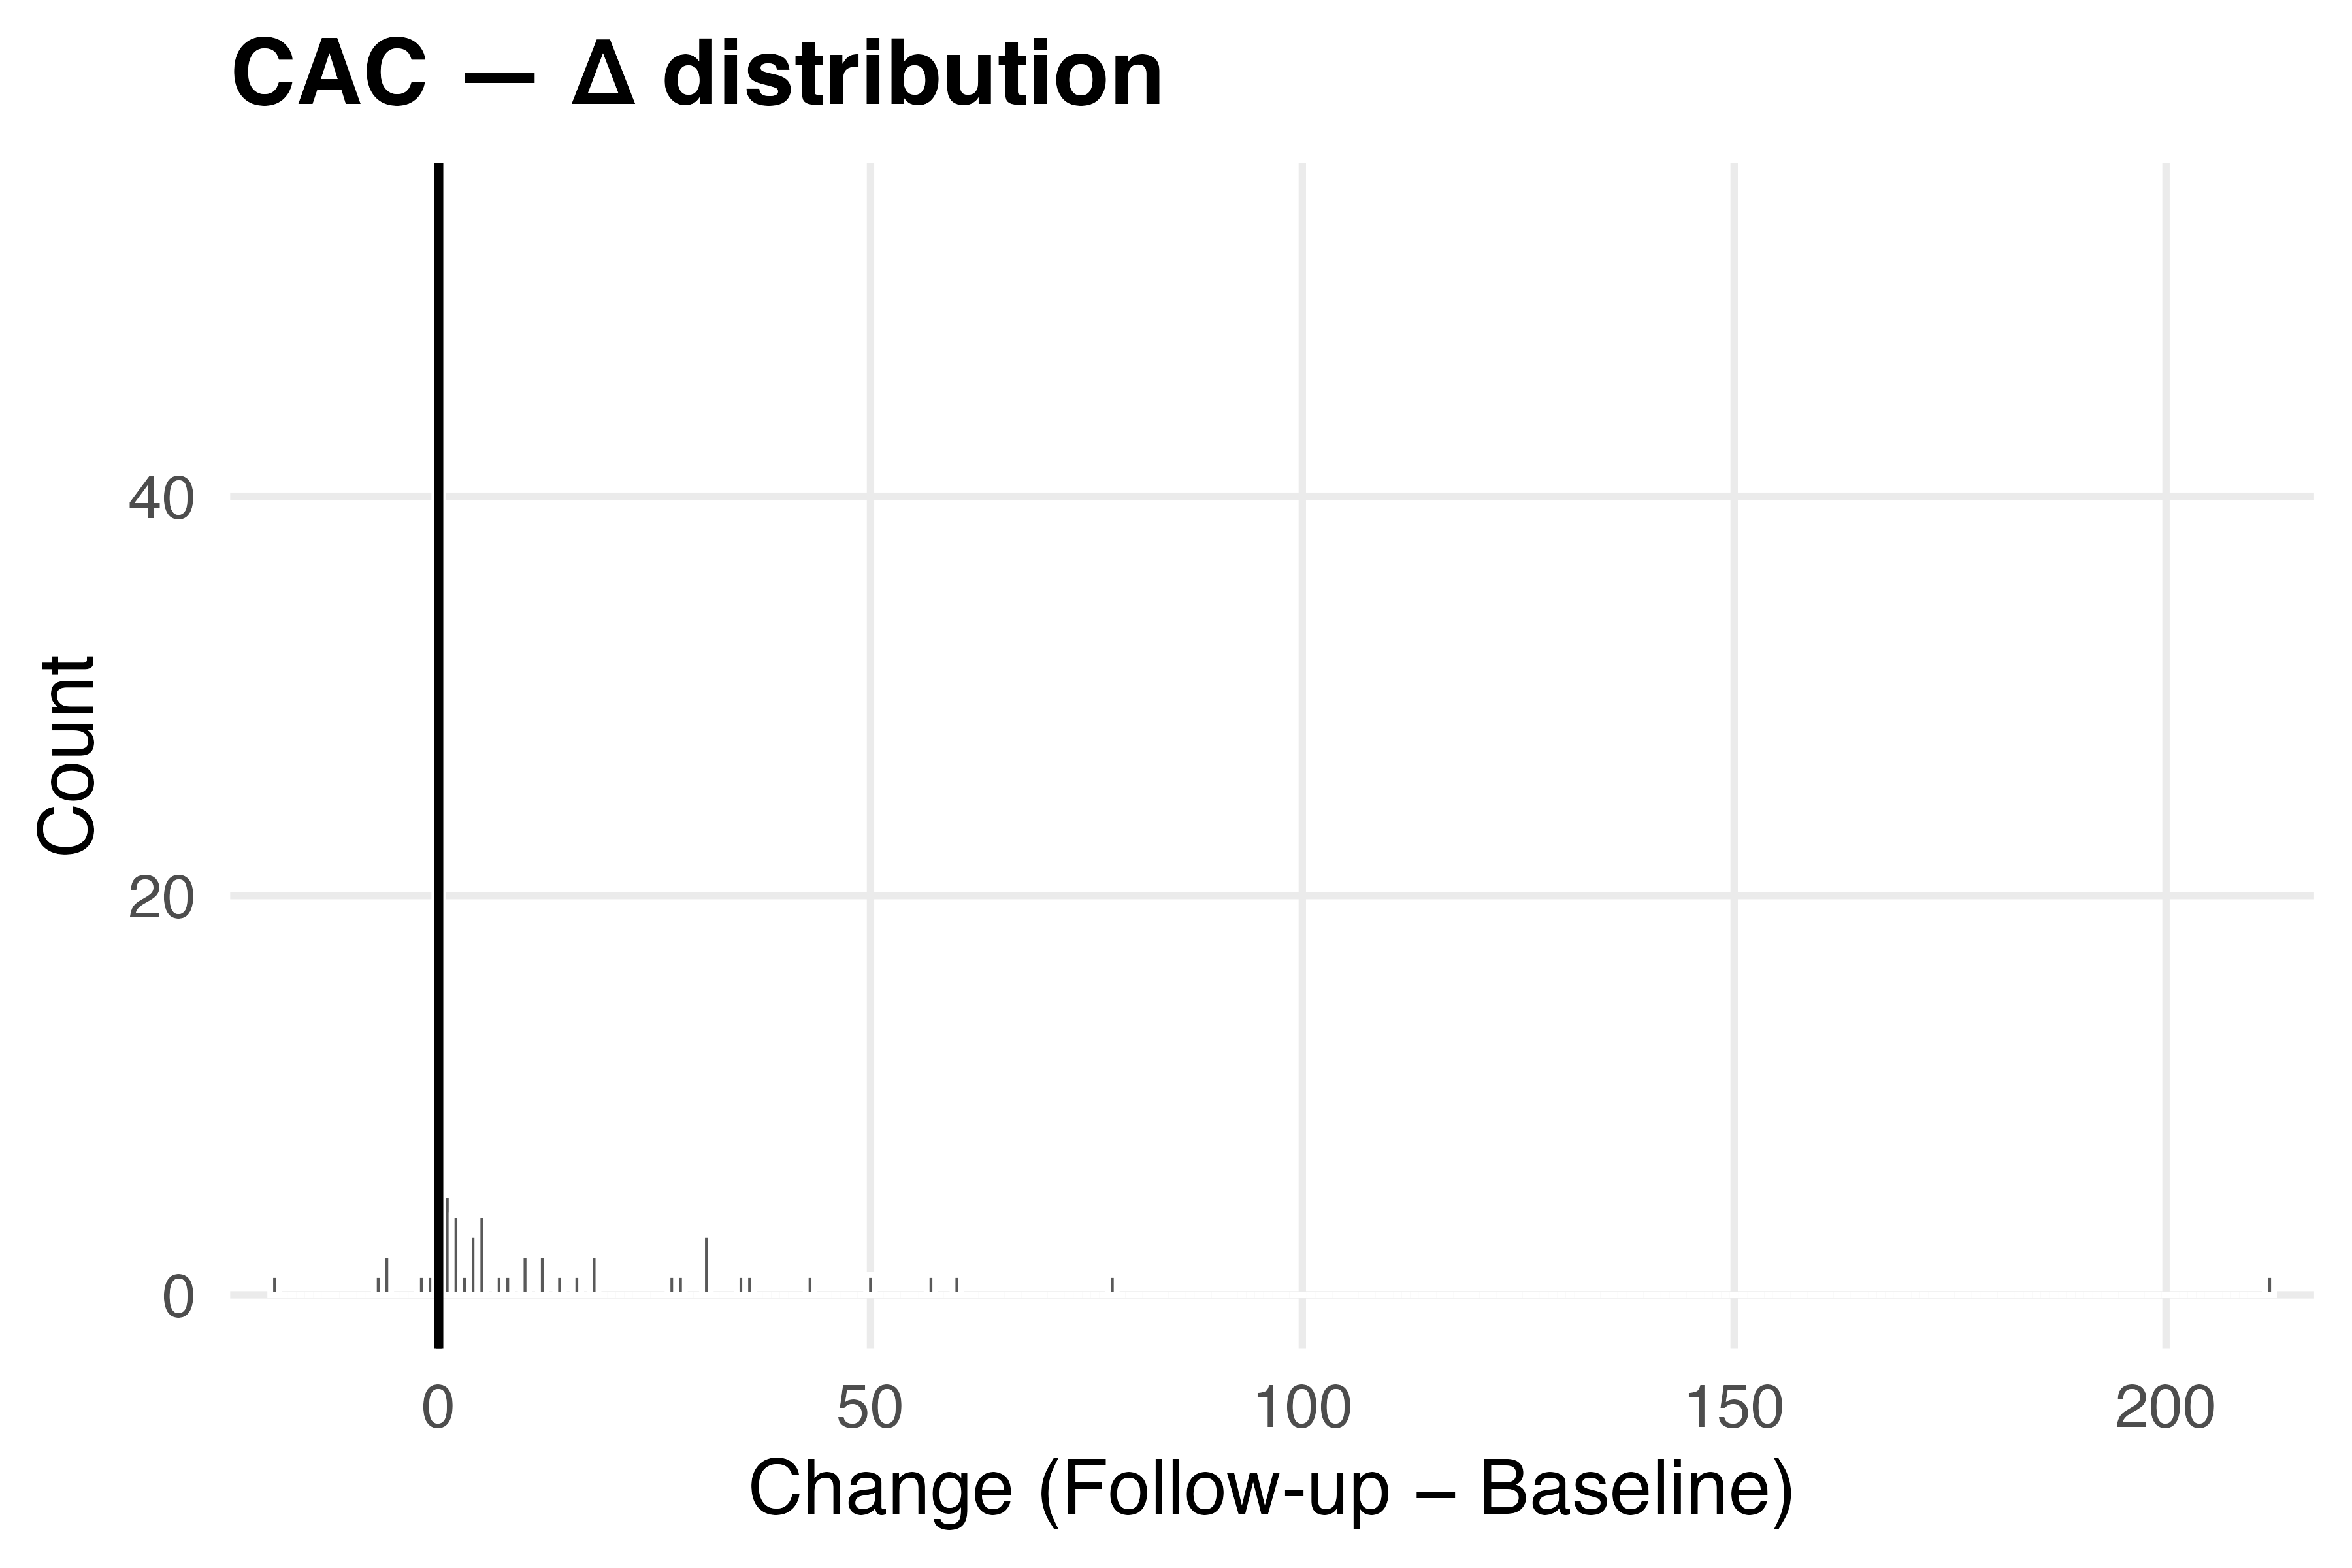 CAC — Δ distribution
Count
40
20
0
0 50 100 150 200
Change (Follow-up − Baseline)